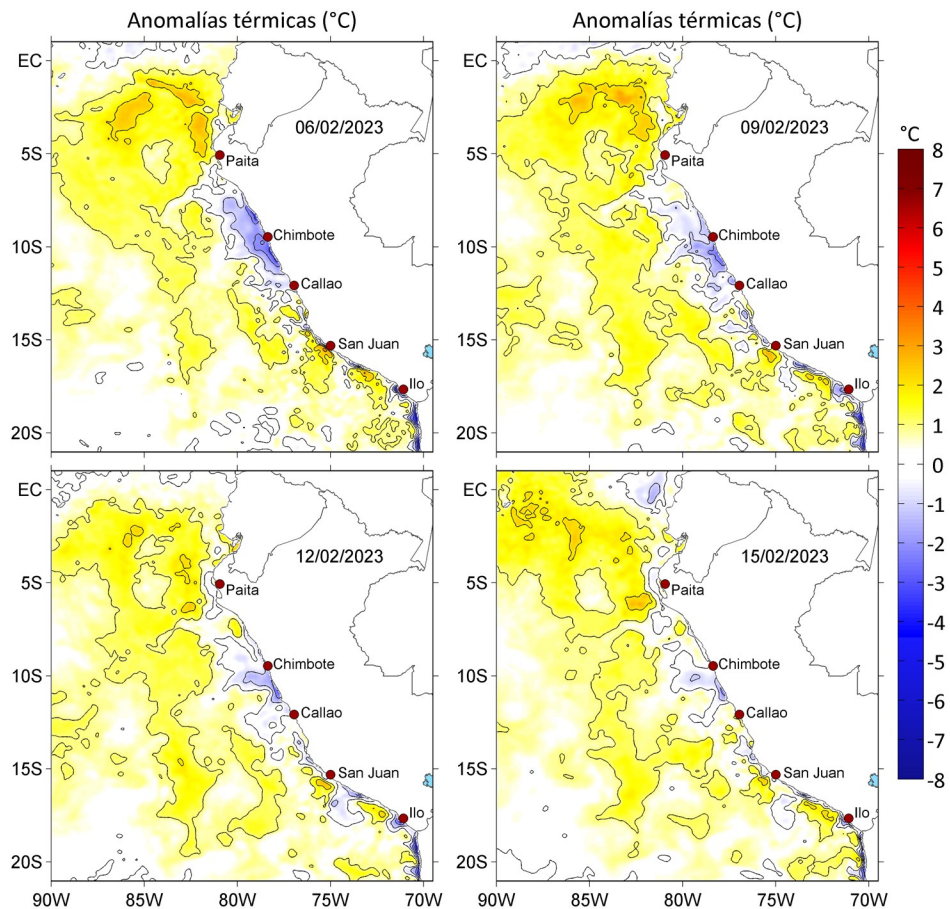 Anomalías térmicas (°C)
Anomalías térmicas (°C)
EC
5S
10S
15S
20S
06/02/2023
Paita
Chimbote
Callao
San Juan
Ilo
EC
5S
10S
15S
20S
09/02/2023
Paita
Chimbote
Callao
San Juan
Ilo
°C
8
7
6
5
4
3
2
1
0
-1
-2
-3
-4
-5
-6
-7
-8
EC
5S
10S
15S
20S
12/02/2023
Paita
Chimbote
Callao
San Juan
Ilo
90W 85W 80W 75W 70W
EC
5S
10S
15S
20S
15/02/2023
Paita
Chimbote
Callao
San Juan
Ilo
90W 85W 80W 75W 70W